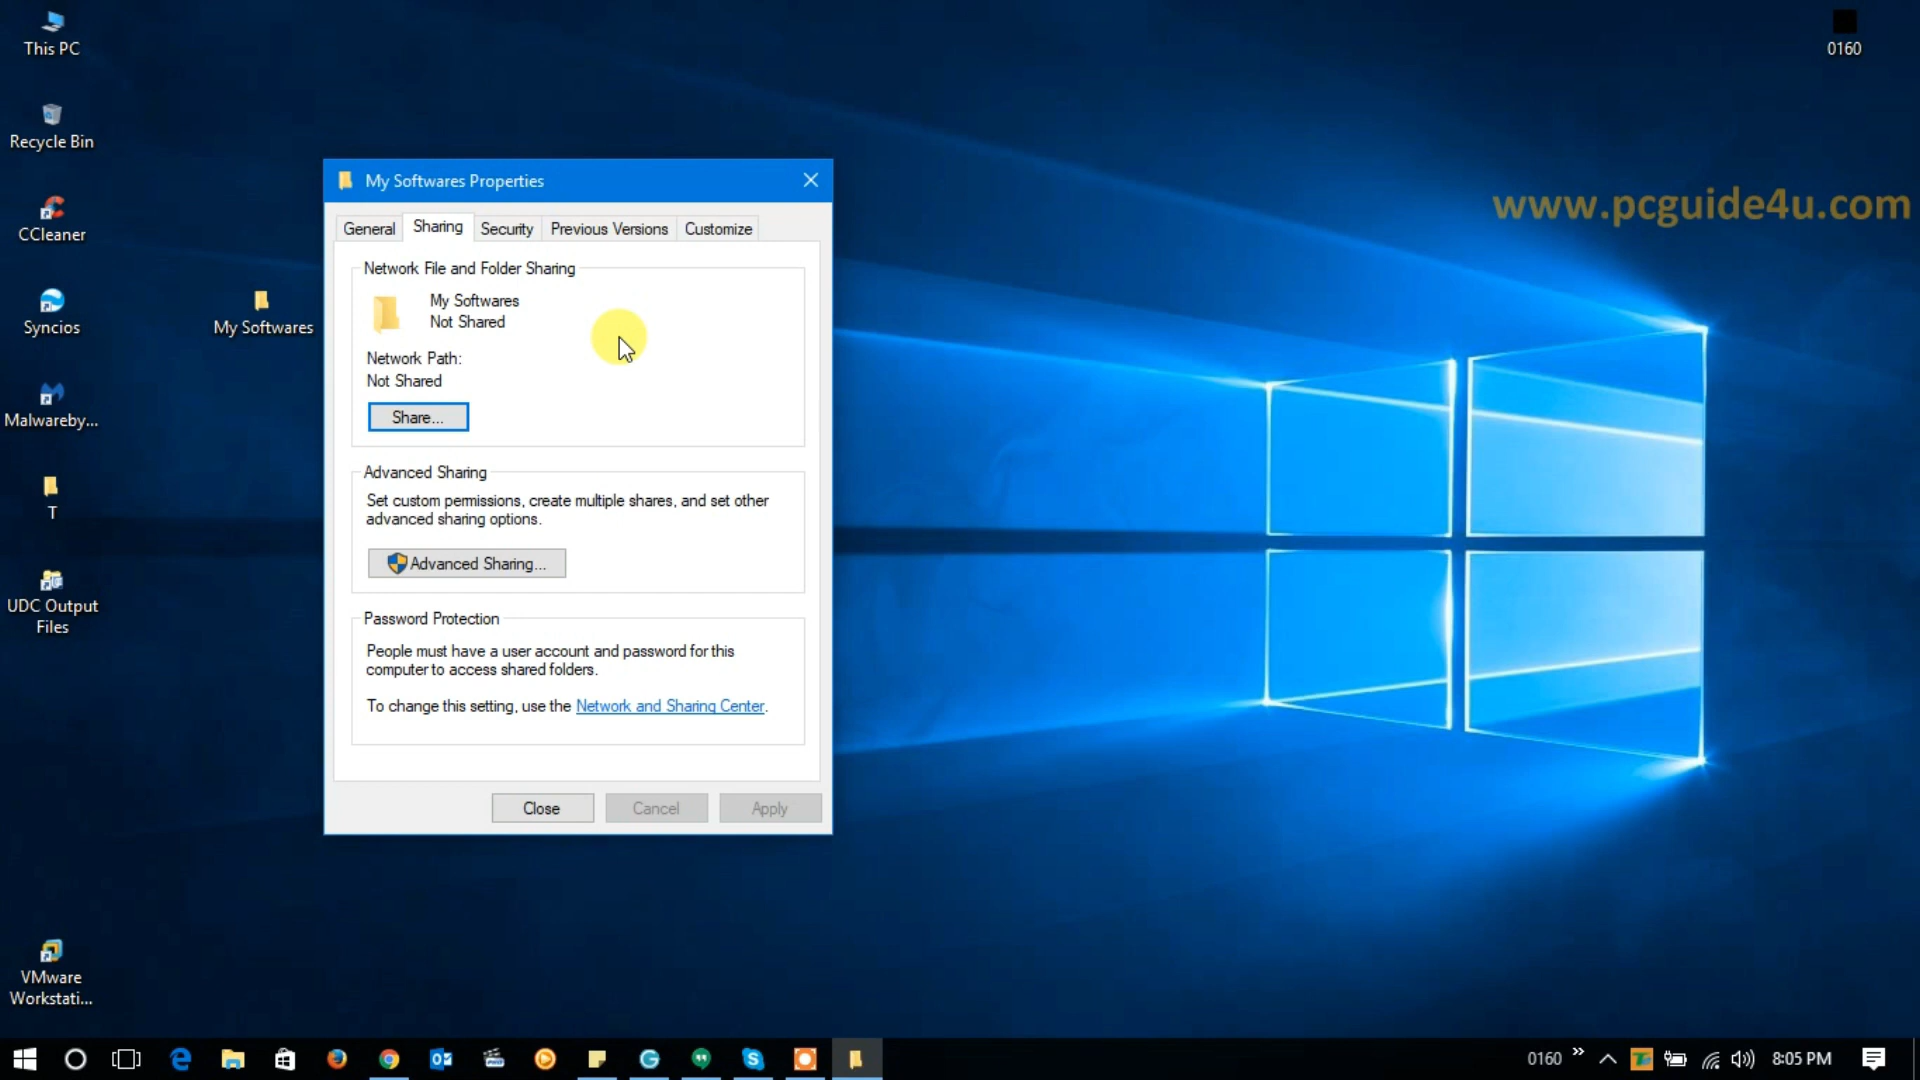 This PC
0160
Recycle Bin
www.pcguide4u.com
My Softwares Properties
CCleaner
General
Sharing
Security
Previous Versions
Customize
Network File and Folder Sharing
My Softwares
Not Shared
Syncios
My Softwares
Network Path:
Not Shared
Share...
Malwareby...
Advanced Sharing
Set custom permissions, create multiple shares, and set other
advanced sharing options.
T
Advanced Sharing...
UDC Output
Files
Password Protection
People must have a user account and password for this
computer to access shared folders.
To change this setting, use the Network and Sharing Center.
Close
Cancel
Apply
VMware
Workstati...
0160
8:05 PM